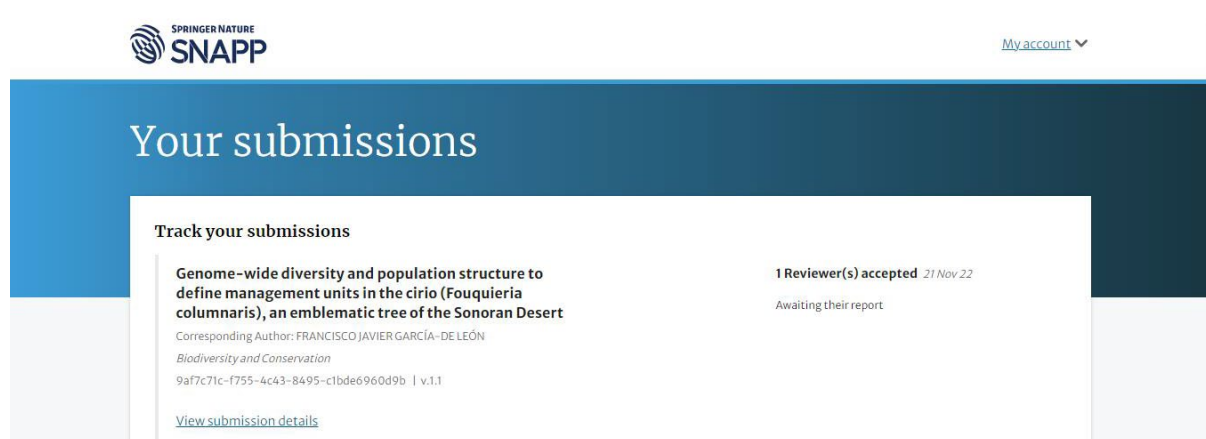 SPRINGER NATURE
SNAPP
My account
Your submissions
Track your submissions
Genome-wide diversity and population structure to
define management units in the cirio (Fouquieria
columnaris), an emblematic tree of the Sonoran Desert
Corresponding Author: FRANCISCO JAVIER GARCÍA-DE LEÓN
Biodiversity and Conservation
9af7c71c-f755-4c43-8495-c1bde6960d9b | v.1.1
View submission details
1 Reviewer(s) accepted 21 Nov 22
Awaiting their report